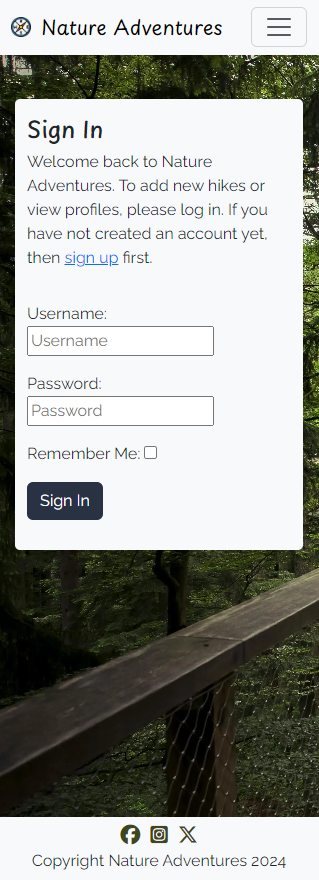 Nature Adventures
Sign In
Welcome back to Nature
Adventures. To add new hikes or
view profiles, please log in. If you
have not created an account yet,
then sign up first.
Username:
Username
Password:
Password
Remember Me:
Sign In
Copyright Nature Adventures 2024